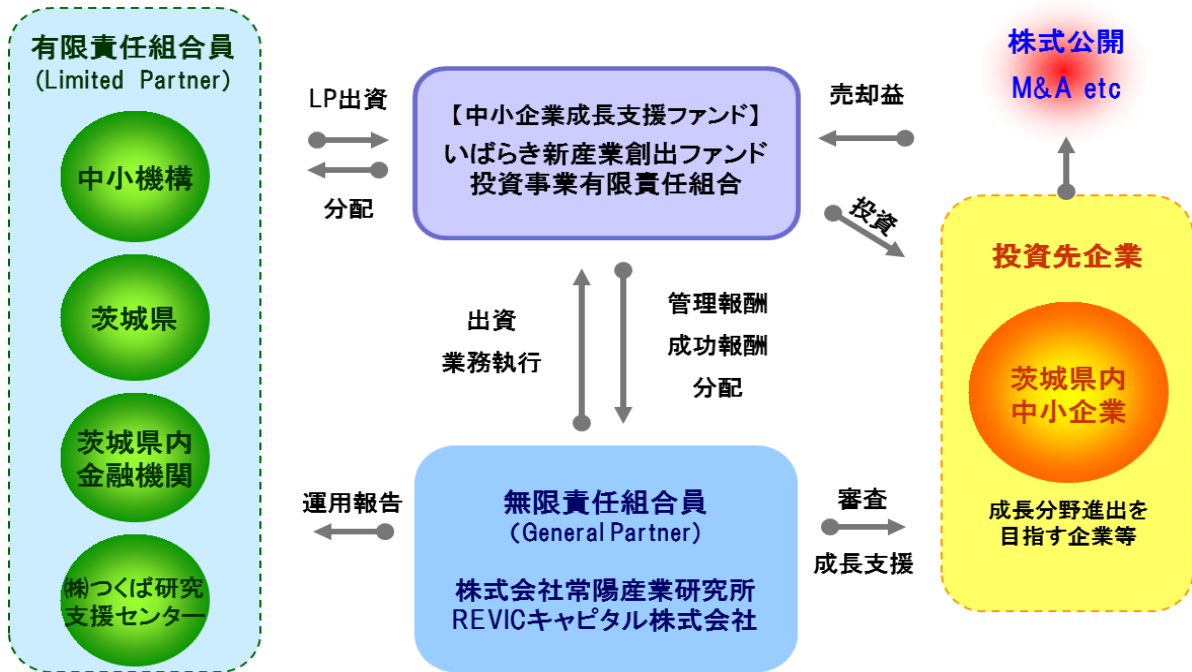 有限責任組合員
(Limited Partner)
中小機構
茨城県
茨城県内
金融機関
㈱つくば研究
支援センター
LP出資
分配
【中小企業成長支援ファンド】
いばらき新産業創出ファンド
投資事業有限責任組合
売却益
投資
株式公開
M&A etc
投資先企業
茨城県内
中小企業
成長分野進出を
目指す企業等
出資
業務執行
管理報酬
成功報酬
分配
運用報告
無限責任組合員
(General Partner)
株式会社常陽産業研究所
REVICキャピタル株式会社
審査
成長支援